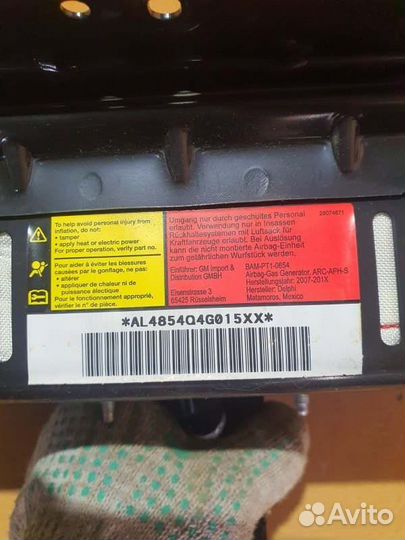 To help avoid personal injury from
inflation, do not:
• tamper
• apply heat or electric power
For proper operation, verify part no.
Pour aider à éviter les blessures
causées par le gonflage, ne pas:
• altérer
• appliquer de chaleur ni de
puissance électrique
Pour le fonctionnement approprié,
vérifier le n° de pièce.
Umgang nur durch geschultes Personal
erlaubt. Verwendung nur in Insassen
Rückhaltesystemen mit Luftsack für
Kraftfahrzeuge erlaubt. Bei Auslösung
kann die nicht montierte Airbag-Einheit
zum gefährlichen Wurfstück werden.
28074671
Einführer: GM Import &
Distribution GMBH
Eisenstrasse 3
65425 Rüsselsheim
BAM-PT1-0654
Airbag-Gas Generator, ARC-APH-S
Herstellungsjahr: 2007-201X
Hersteller: Delphi
Matamoros, Mexico
*AL4854Q4G015XX*
Avito